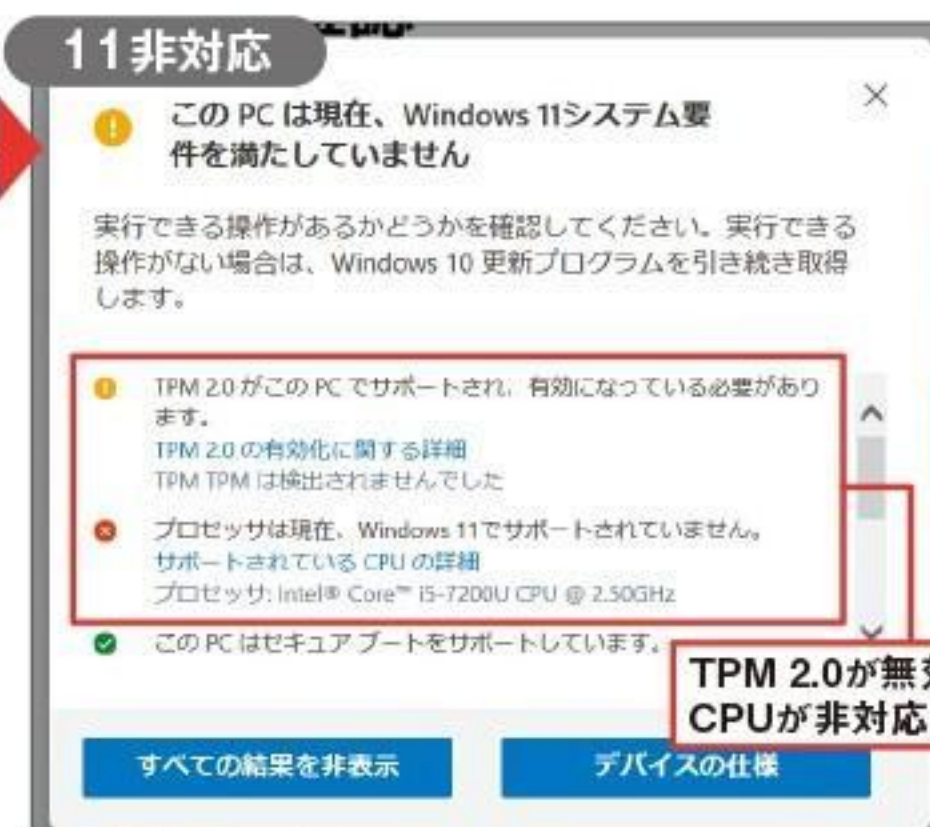 11非対応
この PC は現在、Windows 11システム要
件を満たしていません
実行できる操作があるかどうかを確認してください。実行できる
操作がない場合は、Windows 10 更新プログラムを引き続き取得
します。
TPM 2.0 がこの PC でサポートされ、有効になっている必要があり
ます。
TPM 2.0 の有効化に関する詳細
TPM TPM は検出されませんでした
プロセッサは現在、Windows 11でサポートされていません。
サポートされている CPU の詳細
プロセッサ: Intel® Core™ i5-7200U CPU @ 2.50GHz
この PC はセキュア ブートをサポートしています。
TPM 2.0が無効
CPUが非対応
すべての結果を非表示
デバイスの仕様